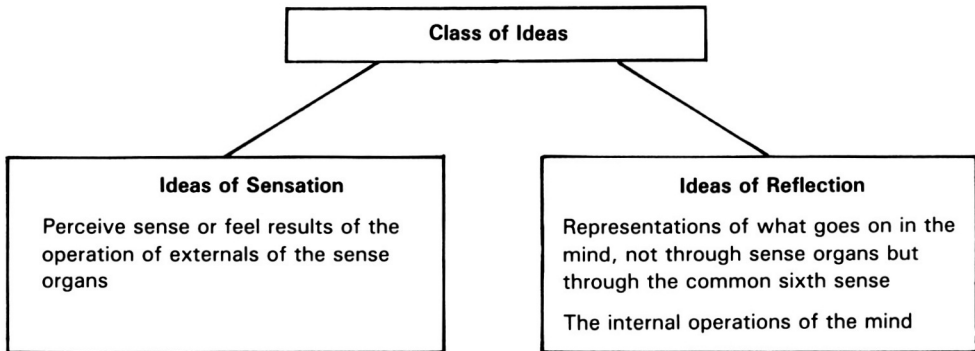 Class of Ideas
Ideas of Sensation
Perceive sense or feel results of the
operation of externals of the sense
organs
Ideas of Reflection
Representations of what goes on in the
mind, not through sense organs but
through the common sixth sense
The internal operations of the mind